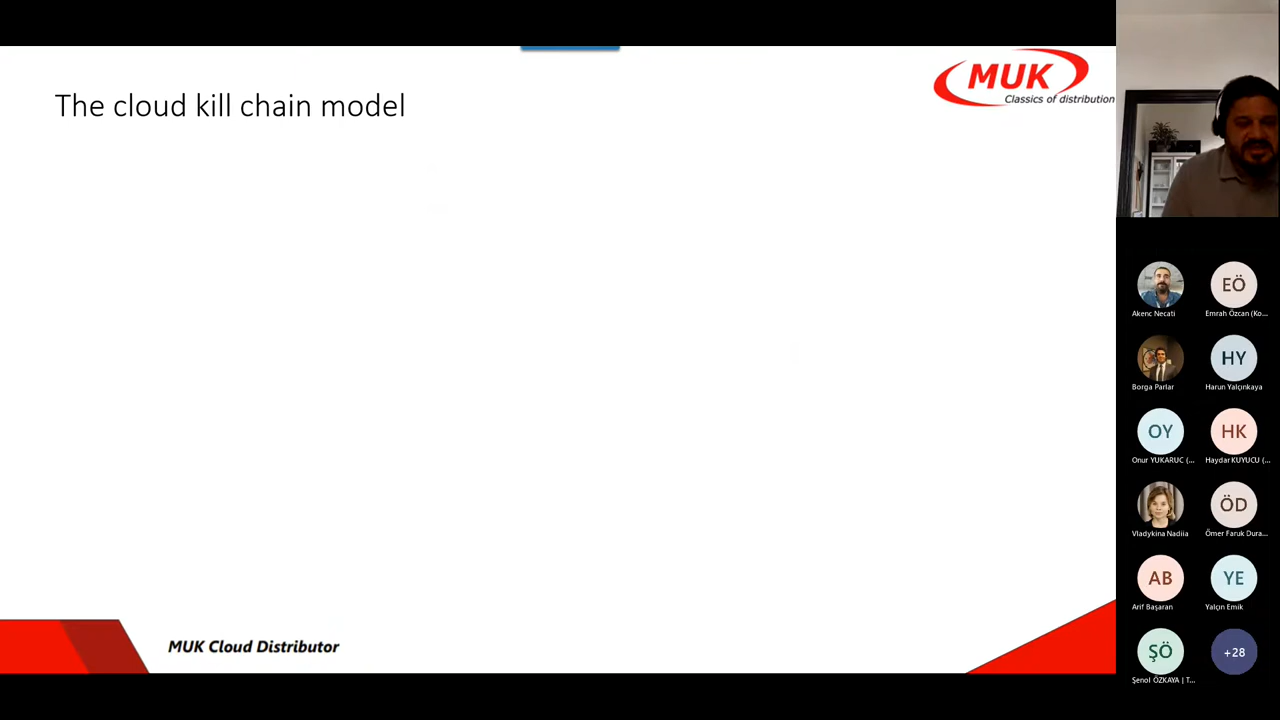 The cloud kill chain model
MUK
Classics of distribution
MUK Cloud Distributor
Akenc Necati
EÖ
Emrah Özcan (Ko...
Borga Parlar
HY
Harun Yalçınkaya
OY
Onur YUKARUC (...
HK
Haydar KUYUCU (...
Vladykina Nadiia
ÖD
Ömer Faruk Dura...
AB
Arif Başaran
YE
Yalçın Emik
ŞÖ
Şenol ÖZKAYA | T...
+28